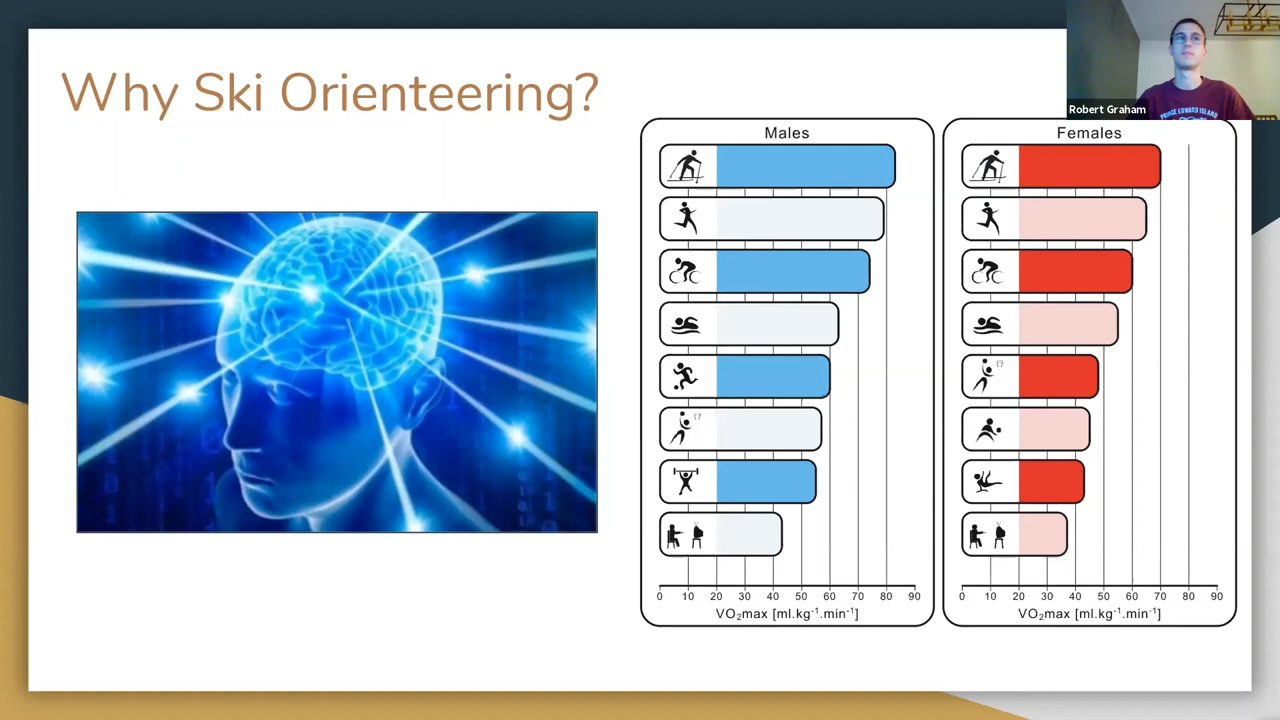 Why Ski Orienteering?
Robert Graham
PRINCE EDWARD ISLAND
Males
0 10 20 30 40 50 60 70 80 90
VO₂max [ml.kg⁻¹.min⁻¹]
Females
0 10 20 30 40 50 60 70 80 90
VO₂max [ml.kg⁻¹.min⁻¹]